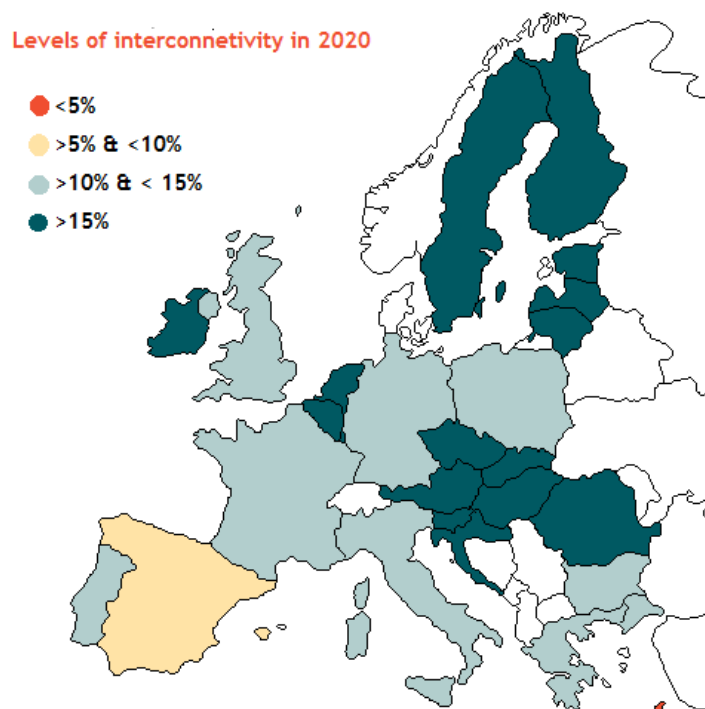 Levels of interconnetivity in 2020
<5%
>5% & <10%
>10% & < 15%
>15%